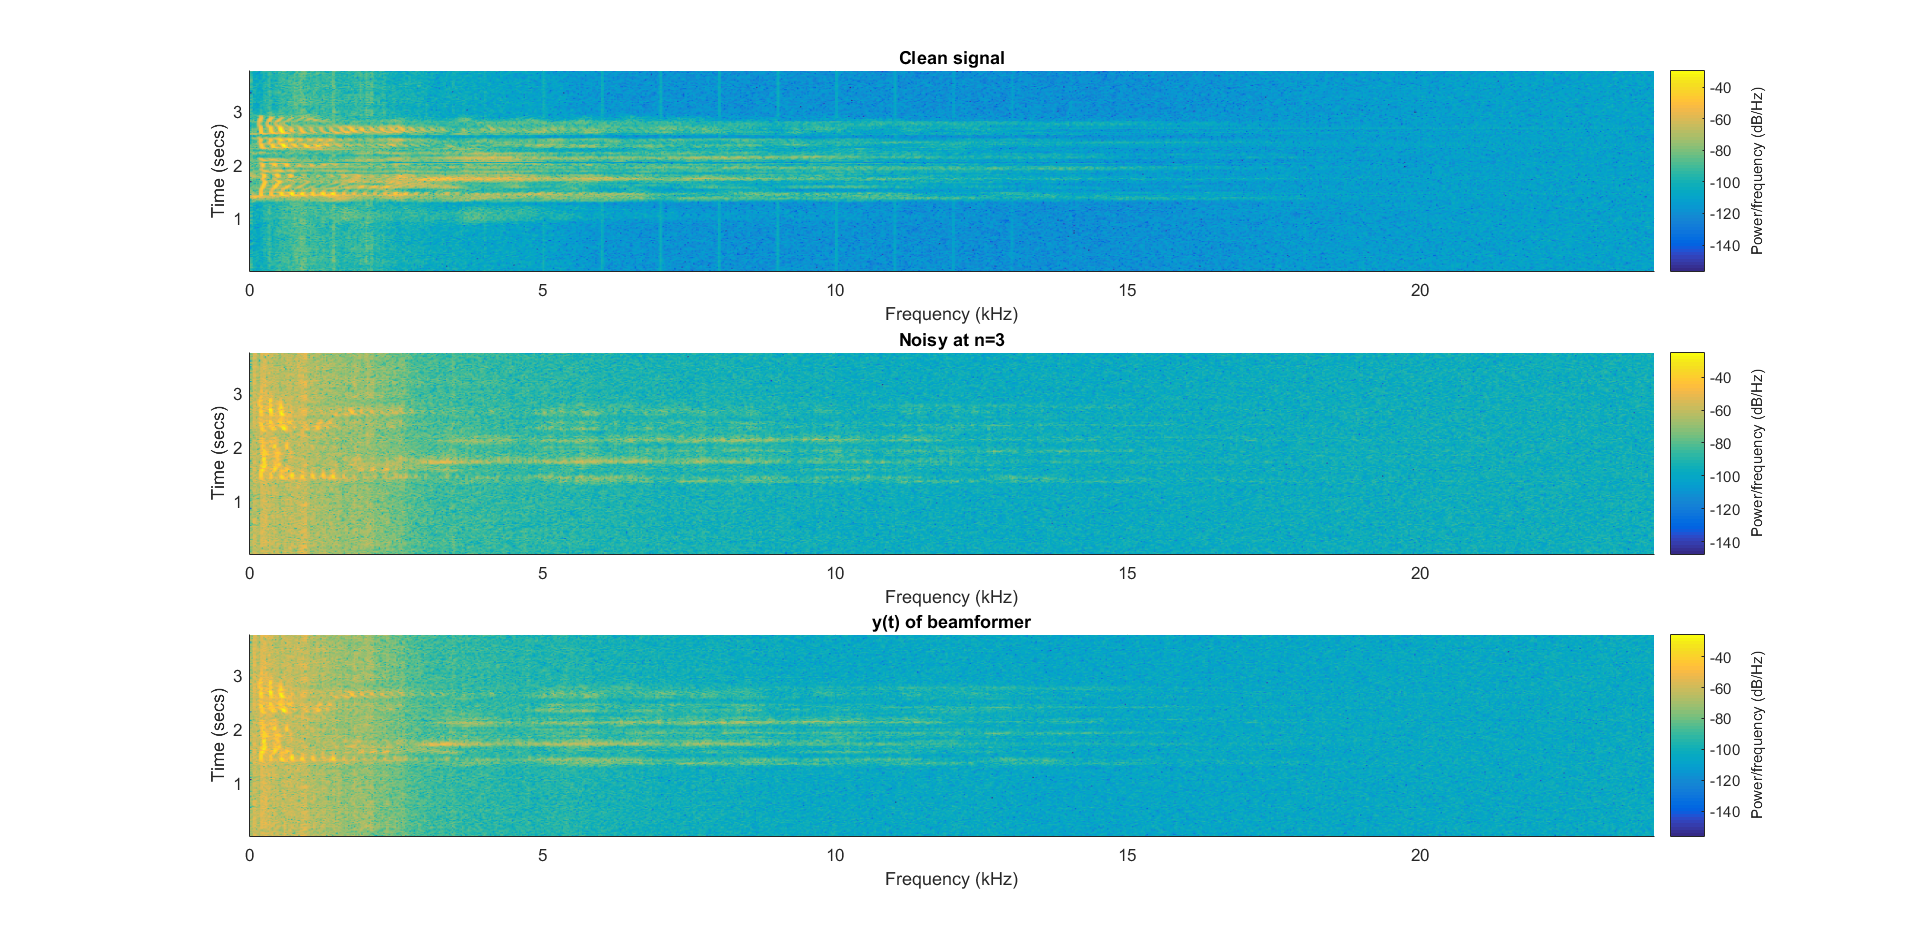 Clean signal
3
2
1
Time (secs)
0 5 10 15 20
Frequency (kHz)
-40
-60
-80
-100
-120
-140
Power/frequency (dB/Hz)
Noisy at n=3
3
2
1
Time (secs)
0 5 10 15 20
Frequency (kHz)
-40
-60
-80
-100
-120
-140
Power/frequency (dB/Hz)
y(t) of beamformer
3
2
1
Time (secs)
0 5 10 15 20
Frequency (kHz)
-40
-60
-80
-100
-120
-140
Power/frequency (dB/Hz)